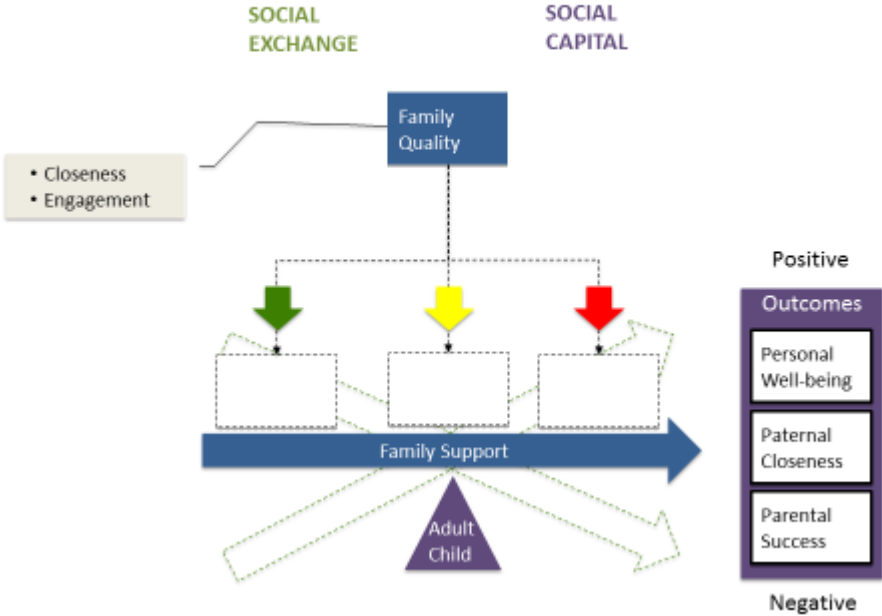 SOCIAL
EXCHANGE
SOCIAL
CAPITAL
Family
Quality
• Closeness
• Engagement
Positive
Outcomes
Personal
Well-being
Paternal
Closeness
Parental
Success
Negative
Family Support
Adult
Child